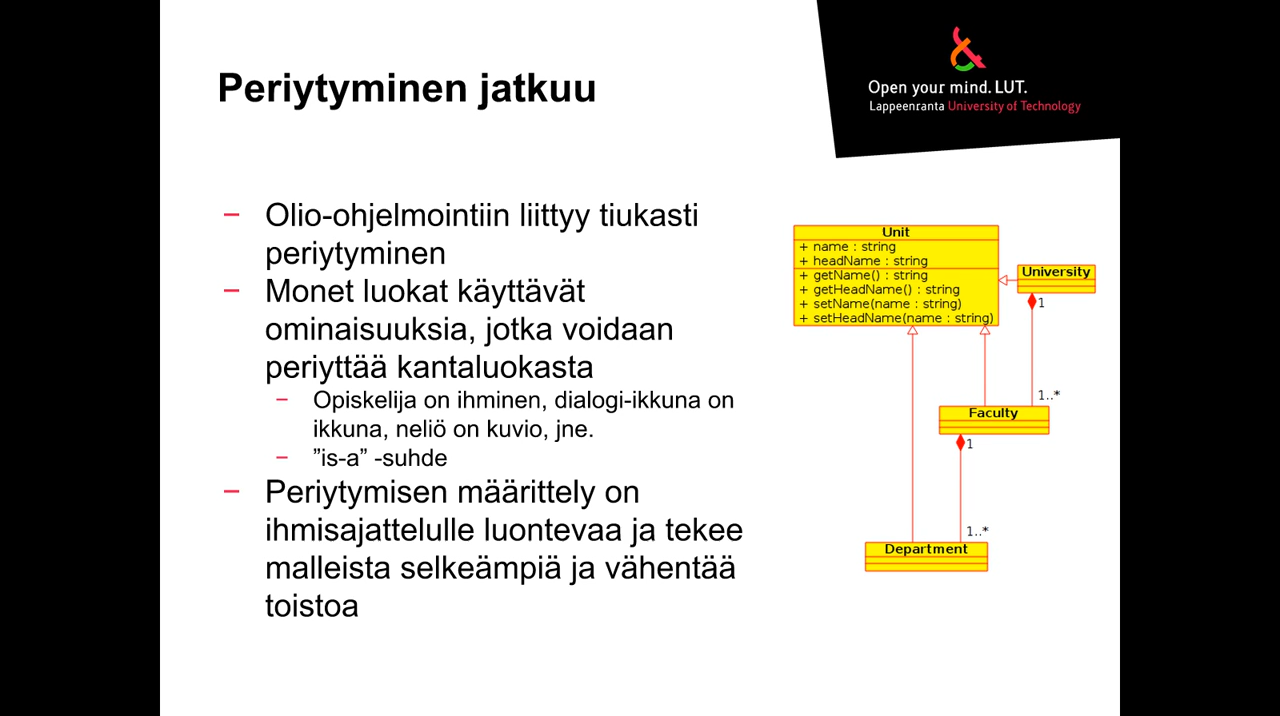 Periytyminen jatkuu
Open your mind. LUT.
Lappeenranta University of Technology
− Olio-ohjelmointiin liittyy tiukasti
periytyminen
− Monet luokat käyttävät
ominaisuuksia, jotka voidaan
periyttää kantaluokasta
− Opiskelija on ihminen, dialogi-ikkuna on
ikkuna, neliö on kuvio, jne.
− ”is-a” -suhde
− Periytymisen määrittely on
ihmisajattelulle luontevaa ja tekee
malleista selkeämpiä ja vähentää
toistoa
Unit
+ name : string
+ headName : string
+ getName() : string
+ getHeadName() : string
+ setName(name : string)
+ setHeadName(name : string)
University
1
1..*
Faculty
1
1..*
Department